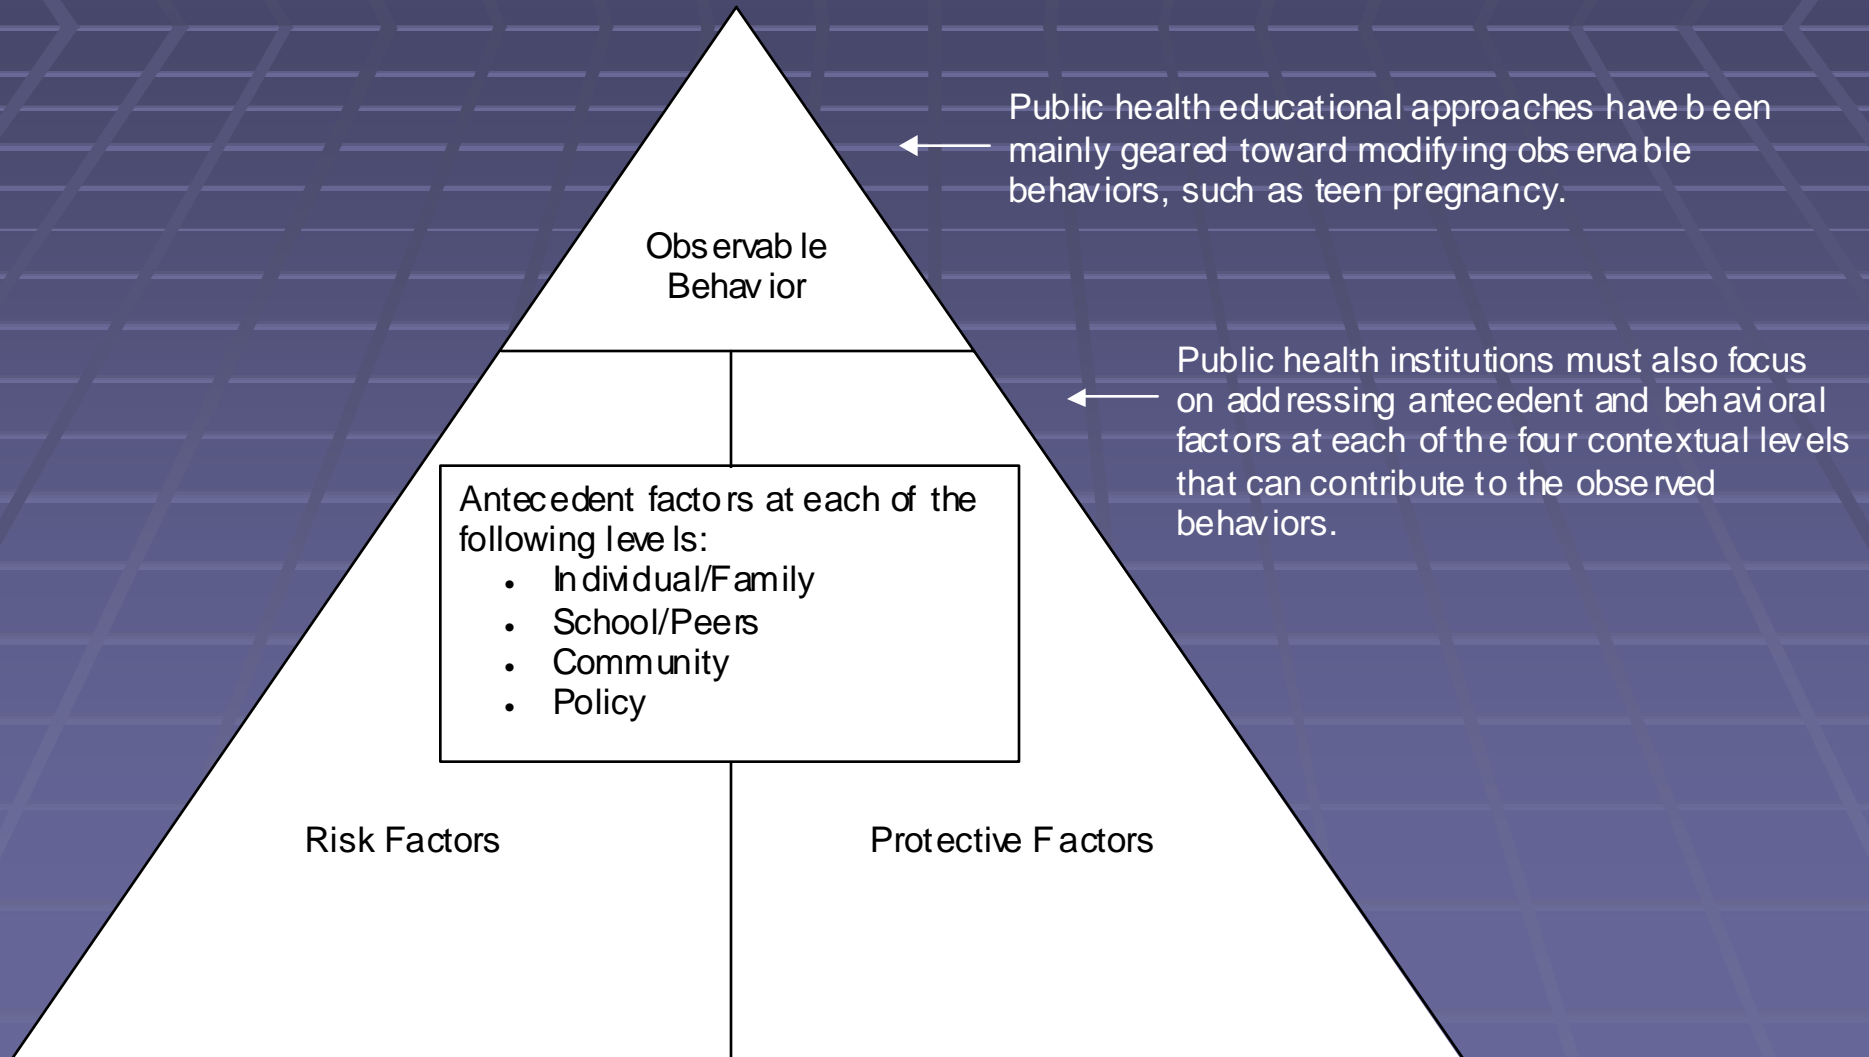 Public health educational approaches have been
mainly geared toward modifying observable
behaviors, such as teen pregnancy.
Observable
Behavior
Public health institutions must also focus
on addressing antecedent and behavioral
factors at each of the four contextual levels
that can contribute to the observed
behaviors.
Antecedent factors at each of the
following levels:
• Individual/Family
• School/Peers
• Community
• Policy
Risk Factors
Protective Factors